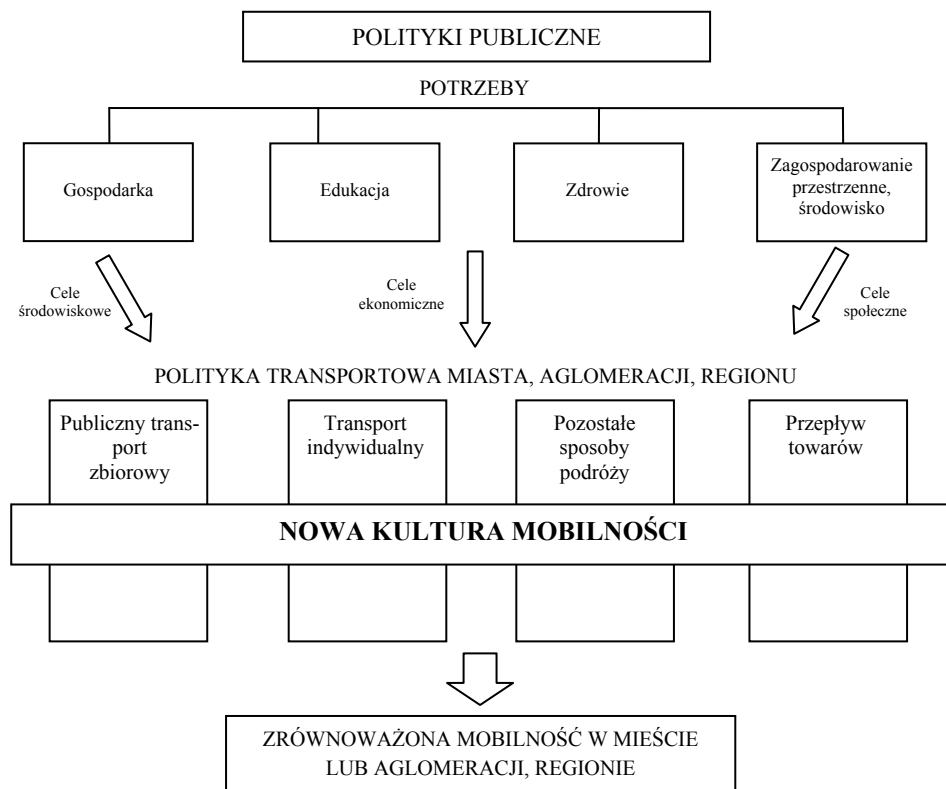 POLITYKI PUBLICZNE
POTRZEBY
Gospodarka
Edukacja
Zdrowie
Zagospodarowanie
przestrzenne,
środowisko
Cele
środowiskowe
Cele
ekonomiczne
Cele
społeczne
POLITYKA TRANSPORTOWA MIASTA, AGLOMERACJI, REGIONU
Publiczny trans-
port
zbiorowy
Transport
indywidualny
Pozostałe
sposoby
podróży
Przepływ
towarów
NOWA KULTURA MOBILNOŚCI
ZRÓWNOWAŻONA MOBILNOŚĆ W MIEŚCIE
LUB AGLOMERACJI, REGIONIE